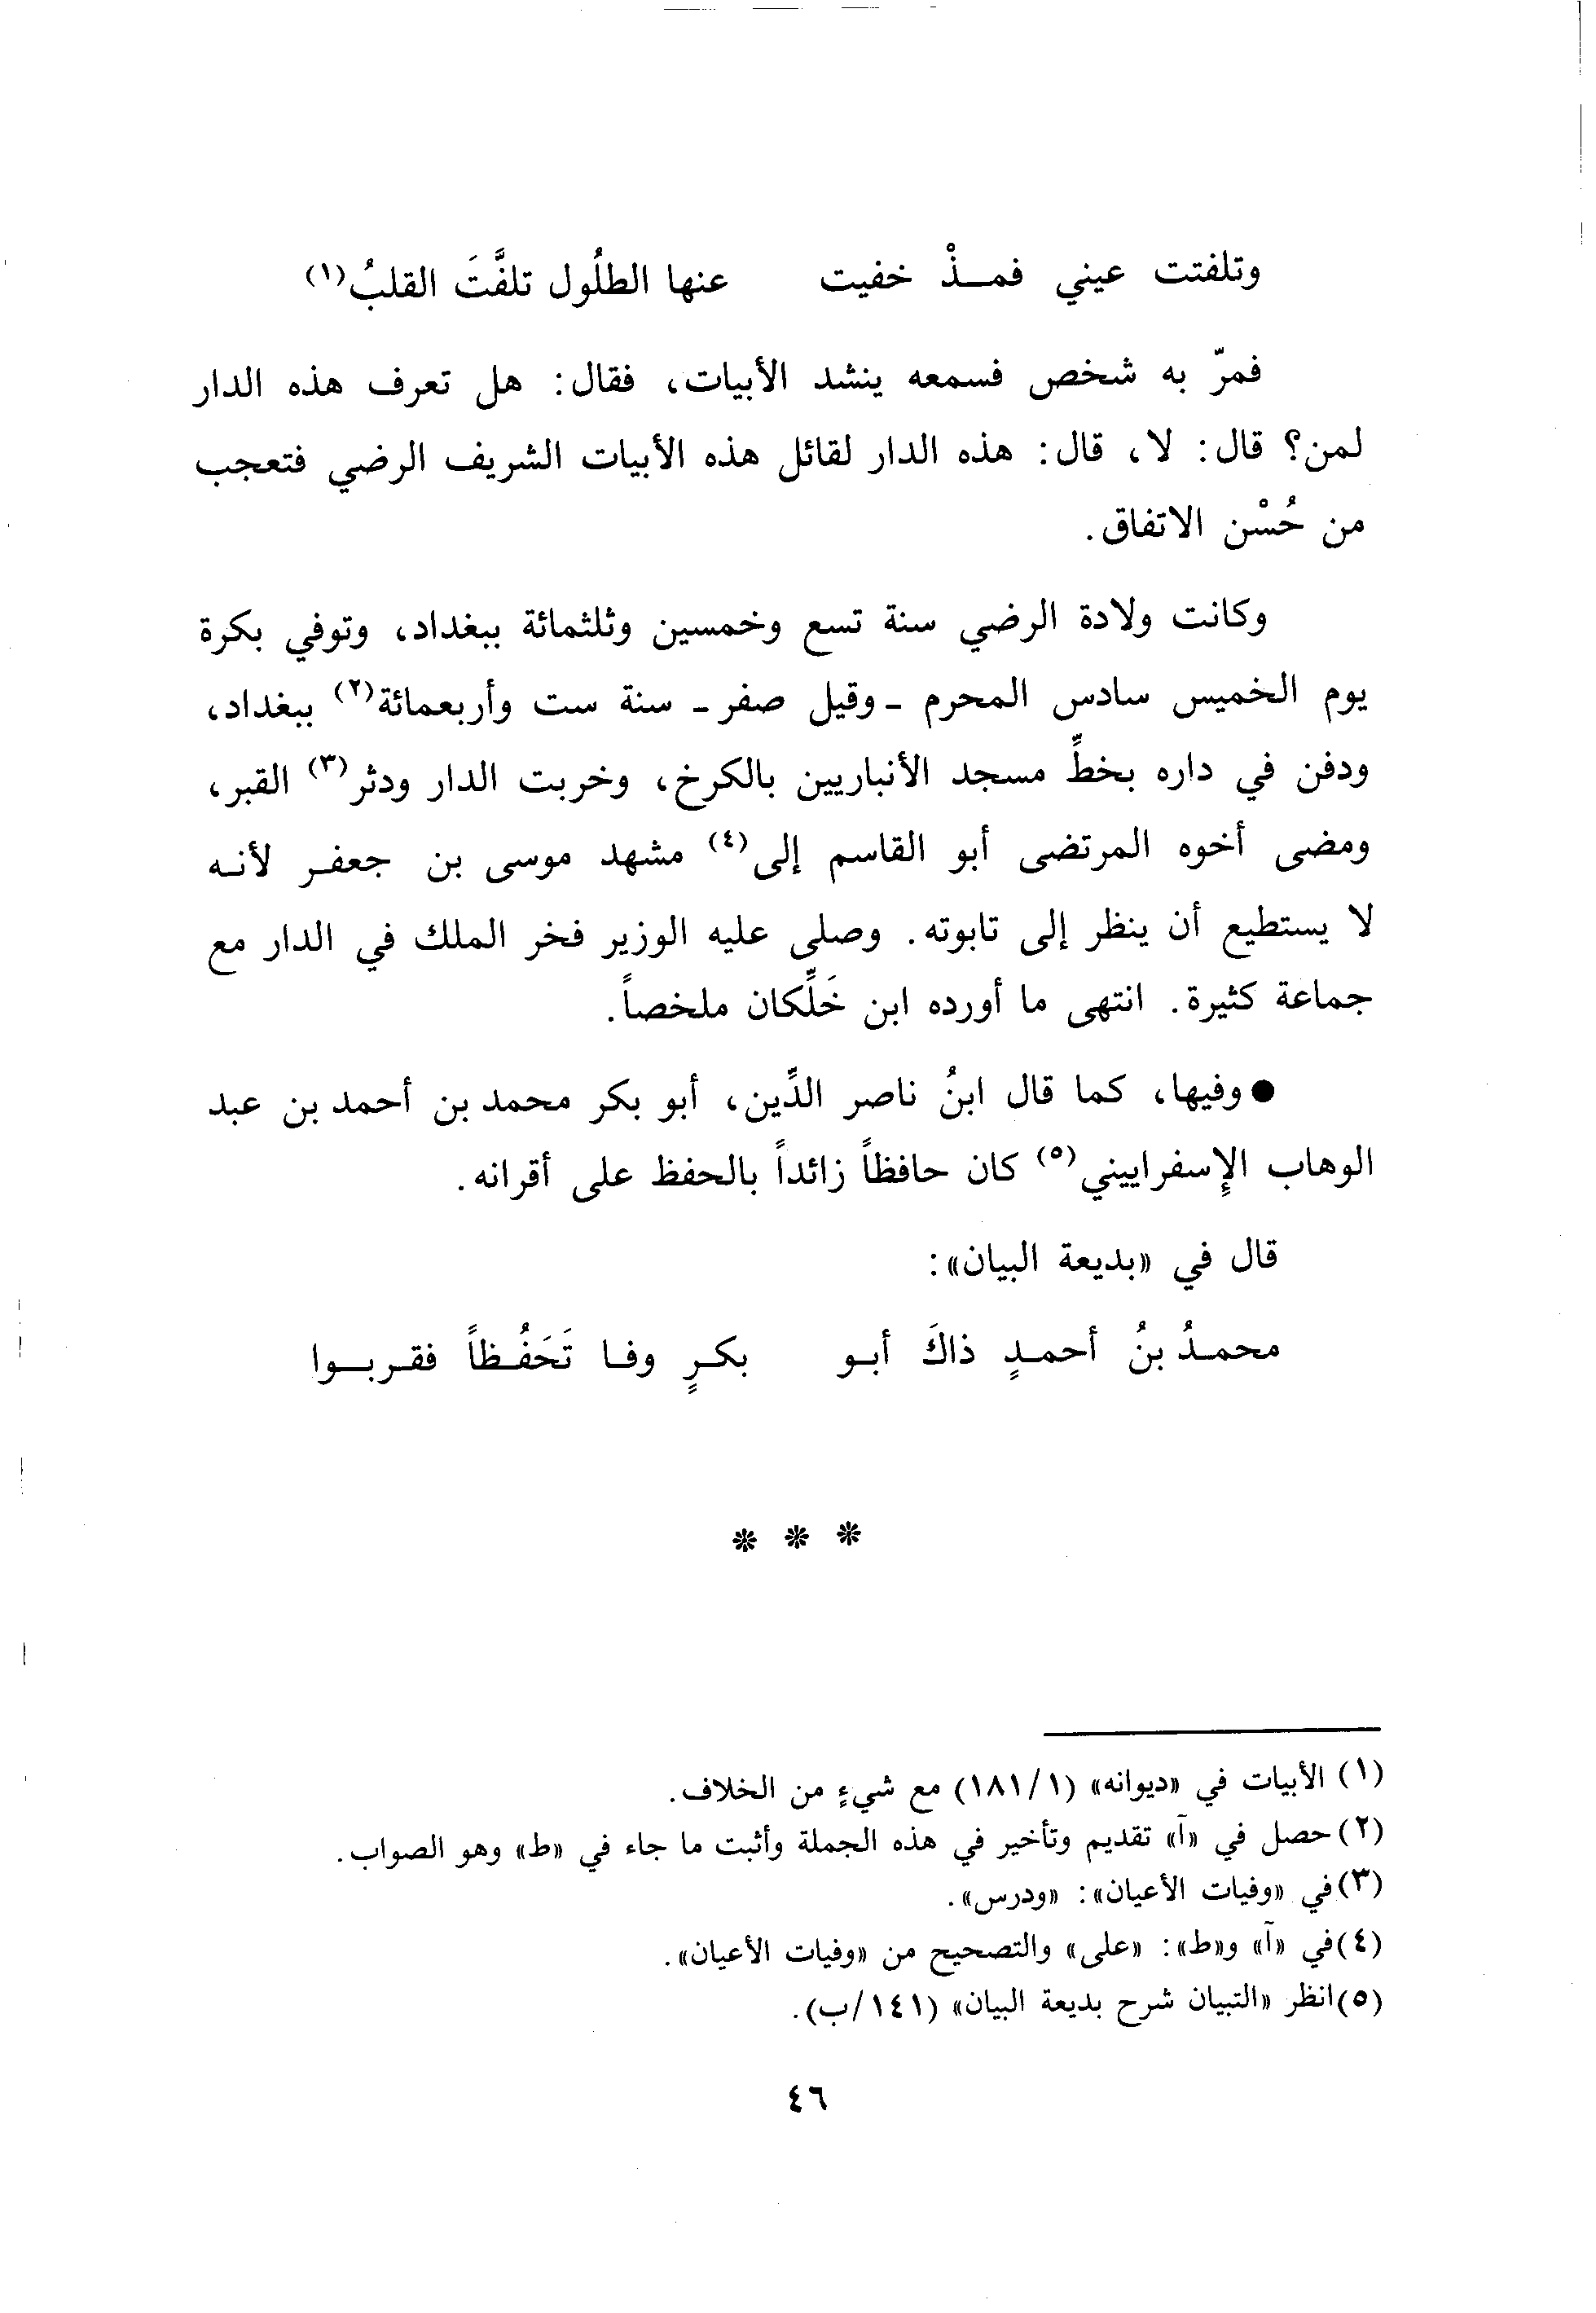 وتلفتت عيني فمـذْ خفيت عنها الطلُول تلفَّتَ القلبُ(١)
فمرّ به شخص فسمعه ينشد الأبيات، فقال: هل تعرف هذه الدار
لمن؟ قال: لا، قال: هذه الدار لقائل هذه الأبيات الشريف الرضي فتعجب
من حُسْن الاتفاق.
وكانت ولادة الرضي سنة تسع وخمسين وثلثمائة ببغداد، وتوفي بكرة
يوم الخميس سادس المحرم - وقيل صفر - سنة ست وأربعمائة(٢) ببغداد،
ودفن في داره بخطِّ مسجد الأنباريين بالكرخ، وخربت الدار ودثر(٣) القبر،
ومضى أخوه المرتضى أبو القاسم إلى(٤) مشهد موسى بن جعفر لأنه
لا يستطيع أن ينظر إلى تابوته. وصلى عليه الوزير فخر الملك في الدار مع
جماعة كثيرة. انتهى ما أورده ابن خَلِّكان ملخصاً.
● وفيها، كما قال ابنُ ناصر الدِّين، أبو بكر محمد بن أحمد بن عبد
الوهاب الإسفراييني(٥) كان حافظاً زائداً بالحفظ على أقرانه.
قال في «بديعة البيان»:
محمدُ بنُ أحمدٍ ذاكَ أبو بكرٍ وفا تَحَفُظاً فقربوا
* * *
(١) الأبيات في «ديوانه» (١/١٨١) مع شيءٍ من الخلاف.
(٢) حصل في «آ» تقديم وتأخير في هذه الجملة وأثبت ما جاء في «ط» وهو الصواب.
(٣) في «وفيات الأعيان»: «ودرس».
(٤) في «آ» و«ط»: «على» والتصحيح من «وفيات الأعيان».
(٥) انظر «التبيان شرح بديعة البيان» (١٤١/ب).
٤٦